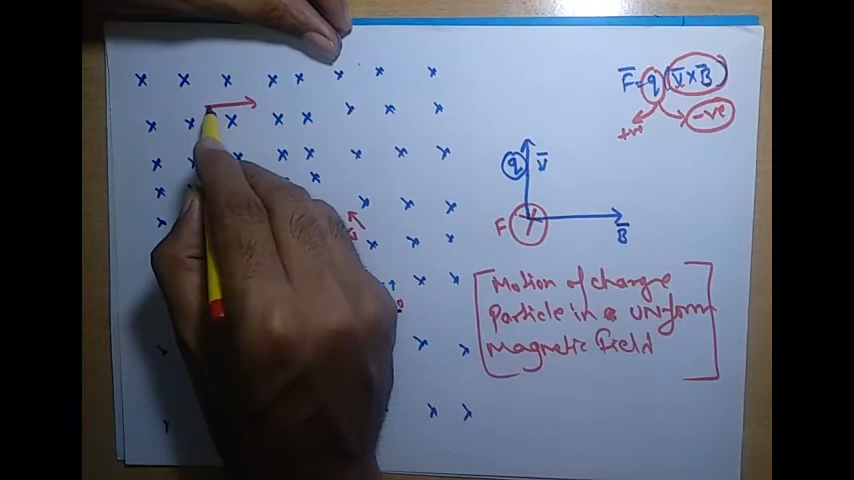 F̅ = q (V̅ × B̅)
+ve
-ve
q
V̅
F
B̅
Motion of charge
Particle in a uniform
Magnetic Field